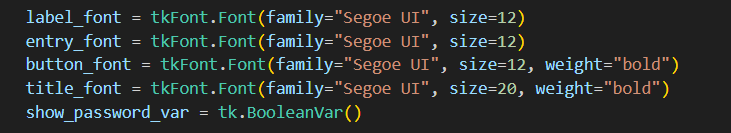 label_font = tkFont.Font(family="Segoe UI", size=12)
entry_font = tkFont.Font(family="Segoe UI", size=12)
button_font = tkFont.Font(family="Segoe UI", size=12, weight="bold")
title_font = tkFont.Font(family="Segoe UI", size=20, weight="bold")
show_password_var = tk.BooleanVar()